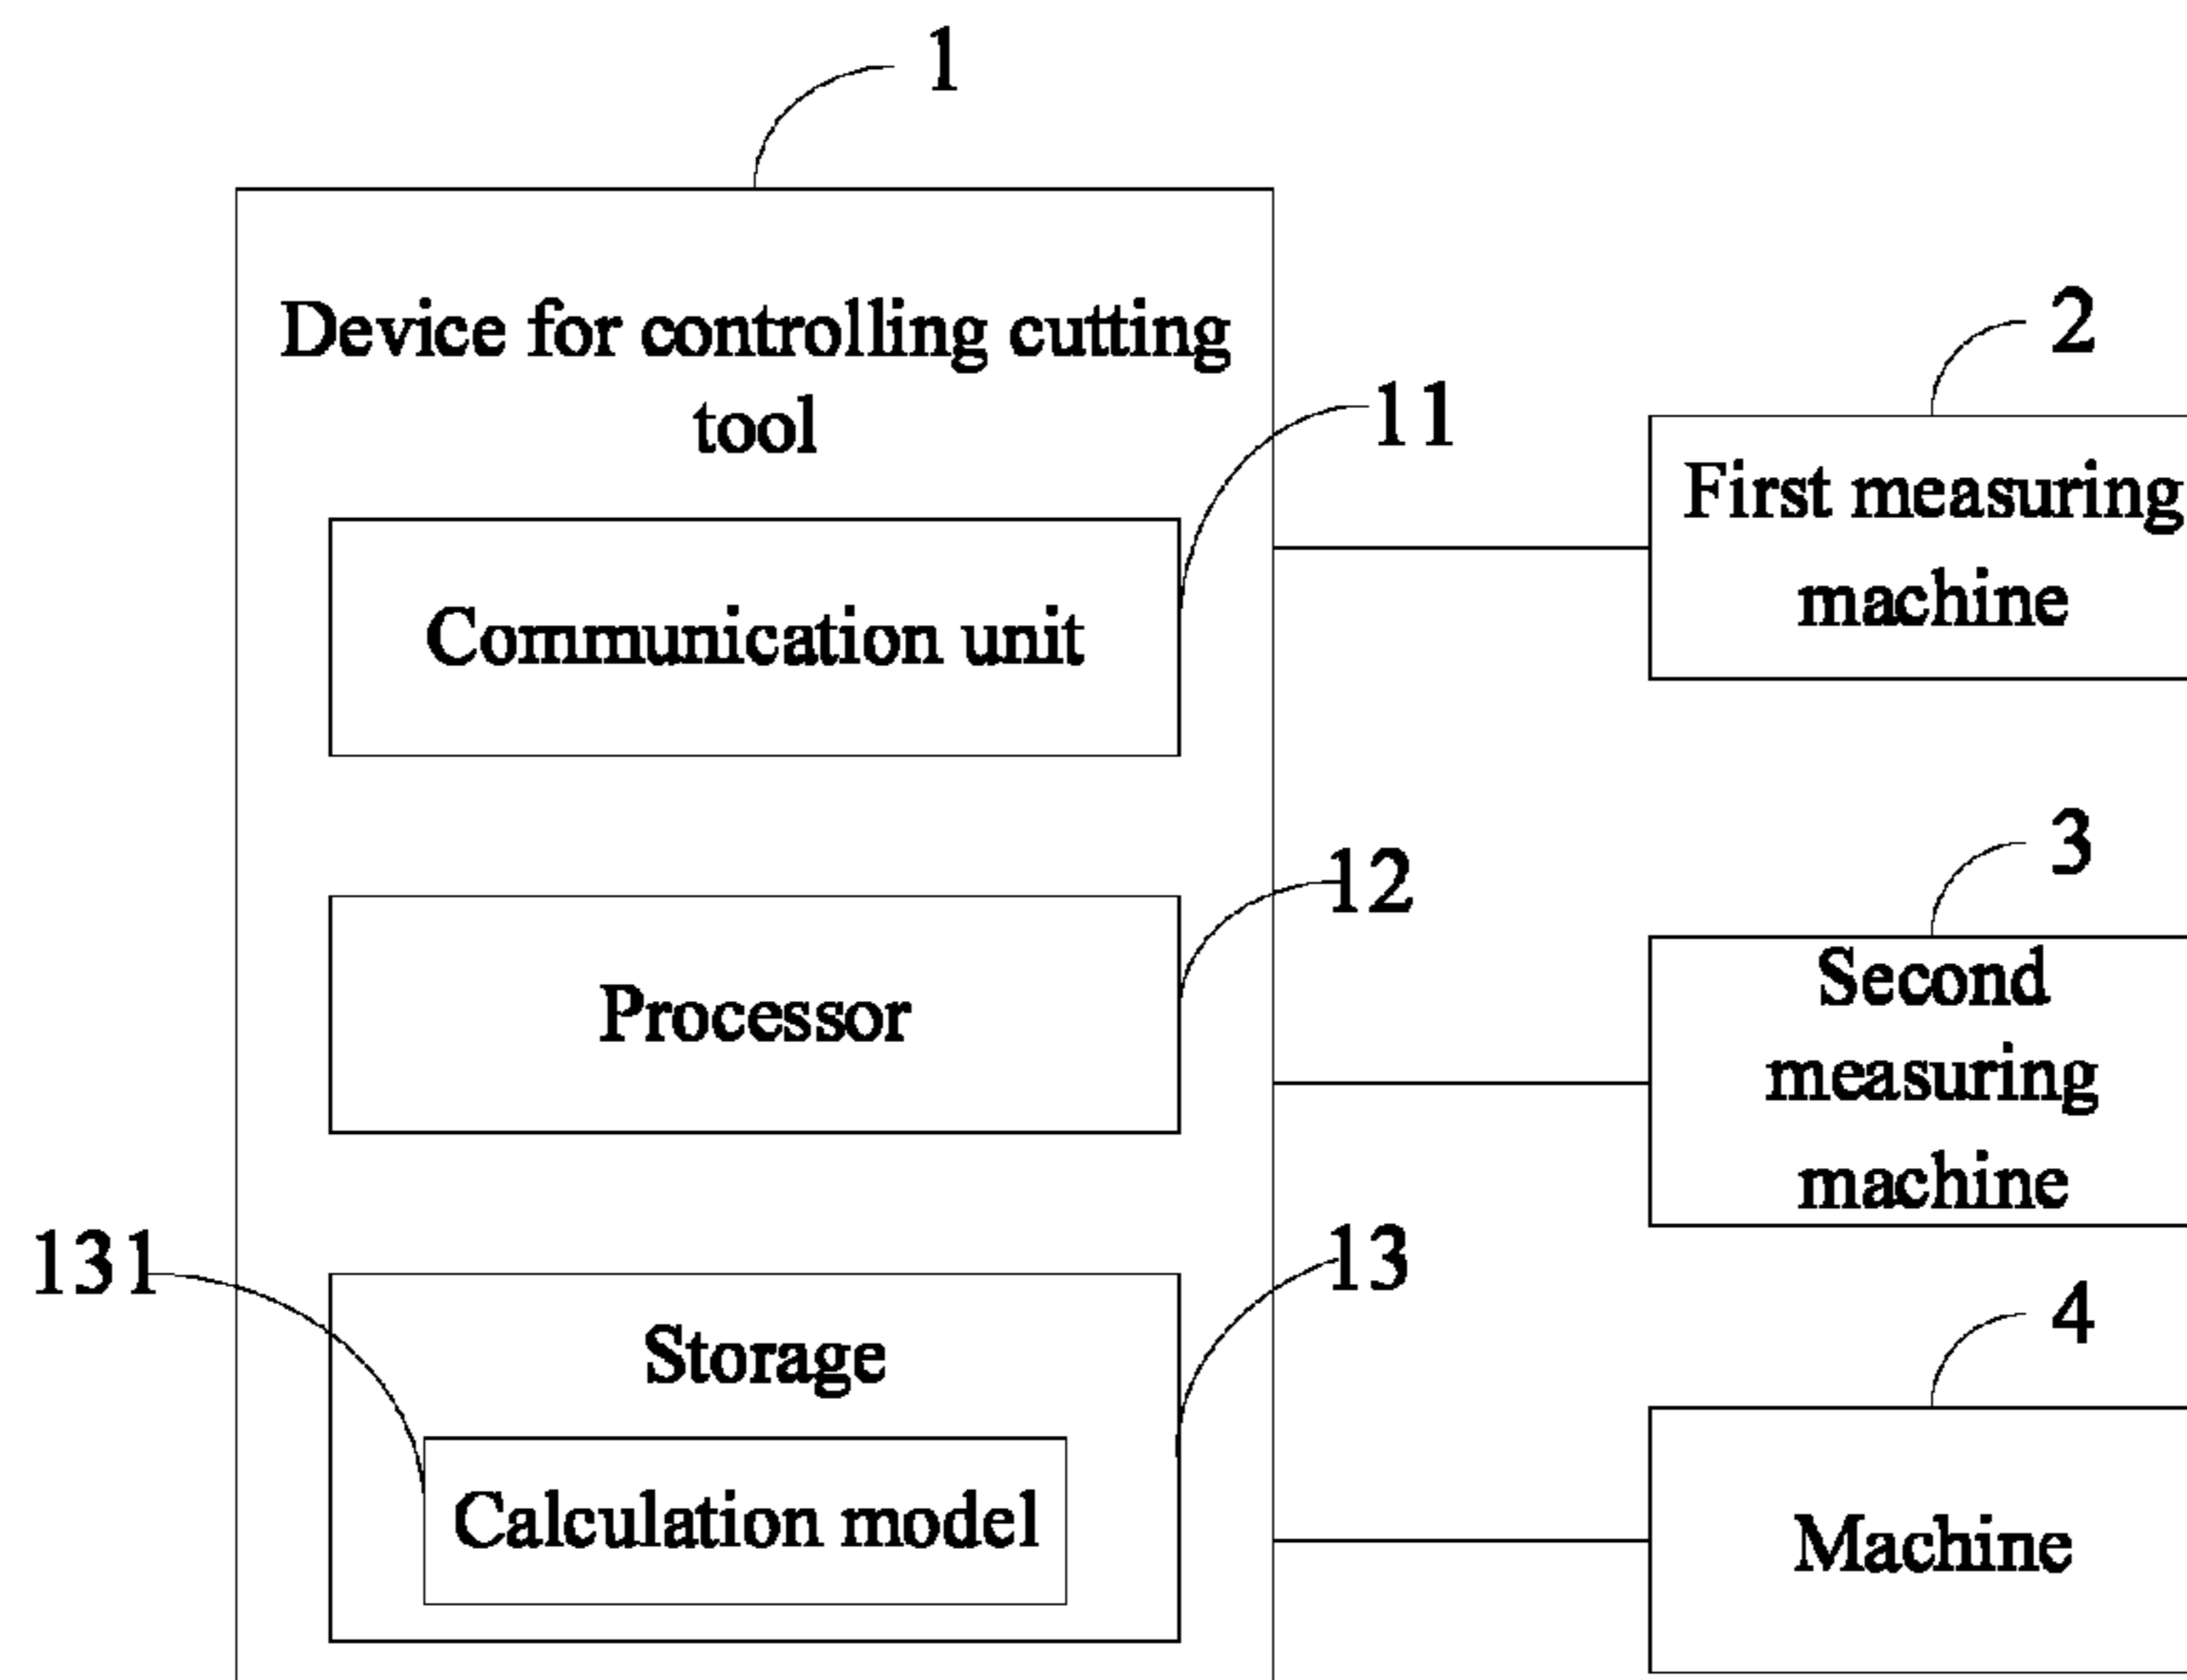 1
Device for controlling cutting
tool
11
Communication unit
12
Processor
131
13
Storage
Calculation model
2
First measuring
machine
3
Second
measuring
machine
4
Machine